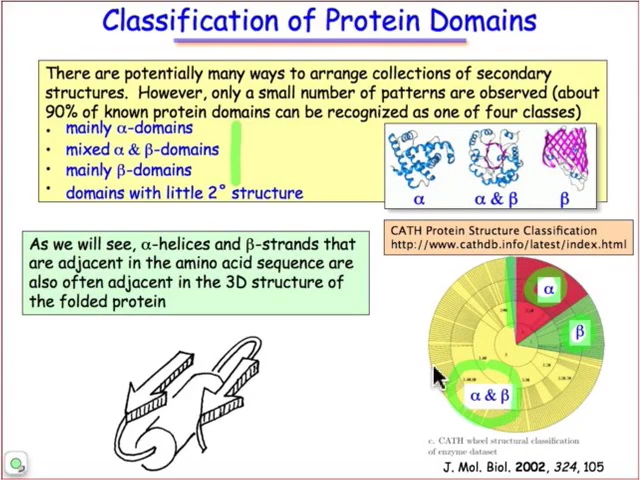 Classification of Protein Domains
There are potentially many ways to arrange collections of secondary
structures. However, only a small number of patterns are observed (about
90% of known protein domains can be recognized as one of four classes)
• mainly α-domains
• mixed α & β-domains
• mainly β-domains
• domains with little 2° structure
α α & β β
CATH Protein Structure Classification
http://www.cathdb.info/latest/index.html
As we will see, α-helices and β-strands that
are adjacent in the amino acid sequence are
also often adjacent in the 3D structure of
the folded protein
α
β
α & β
c. CATH wheel structural classification
of enzyme dataset
J. Mol. Biol. 2002, 324, 105